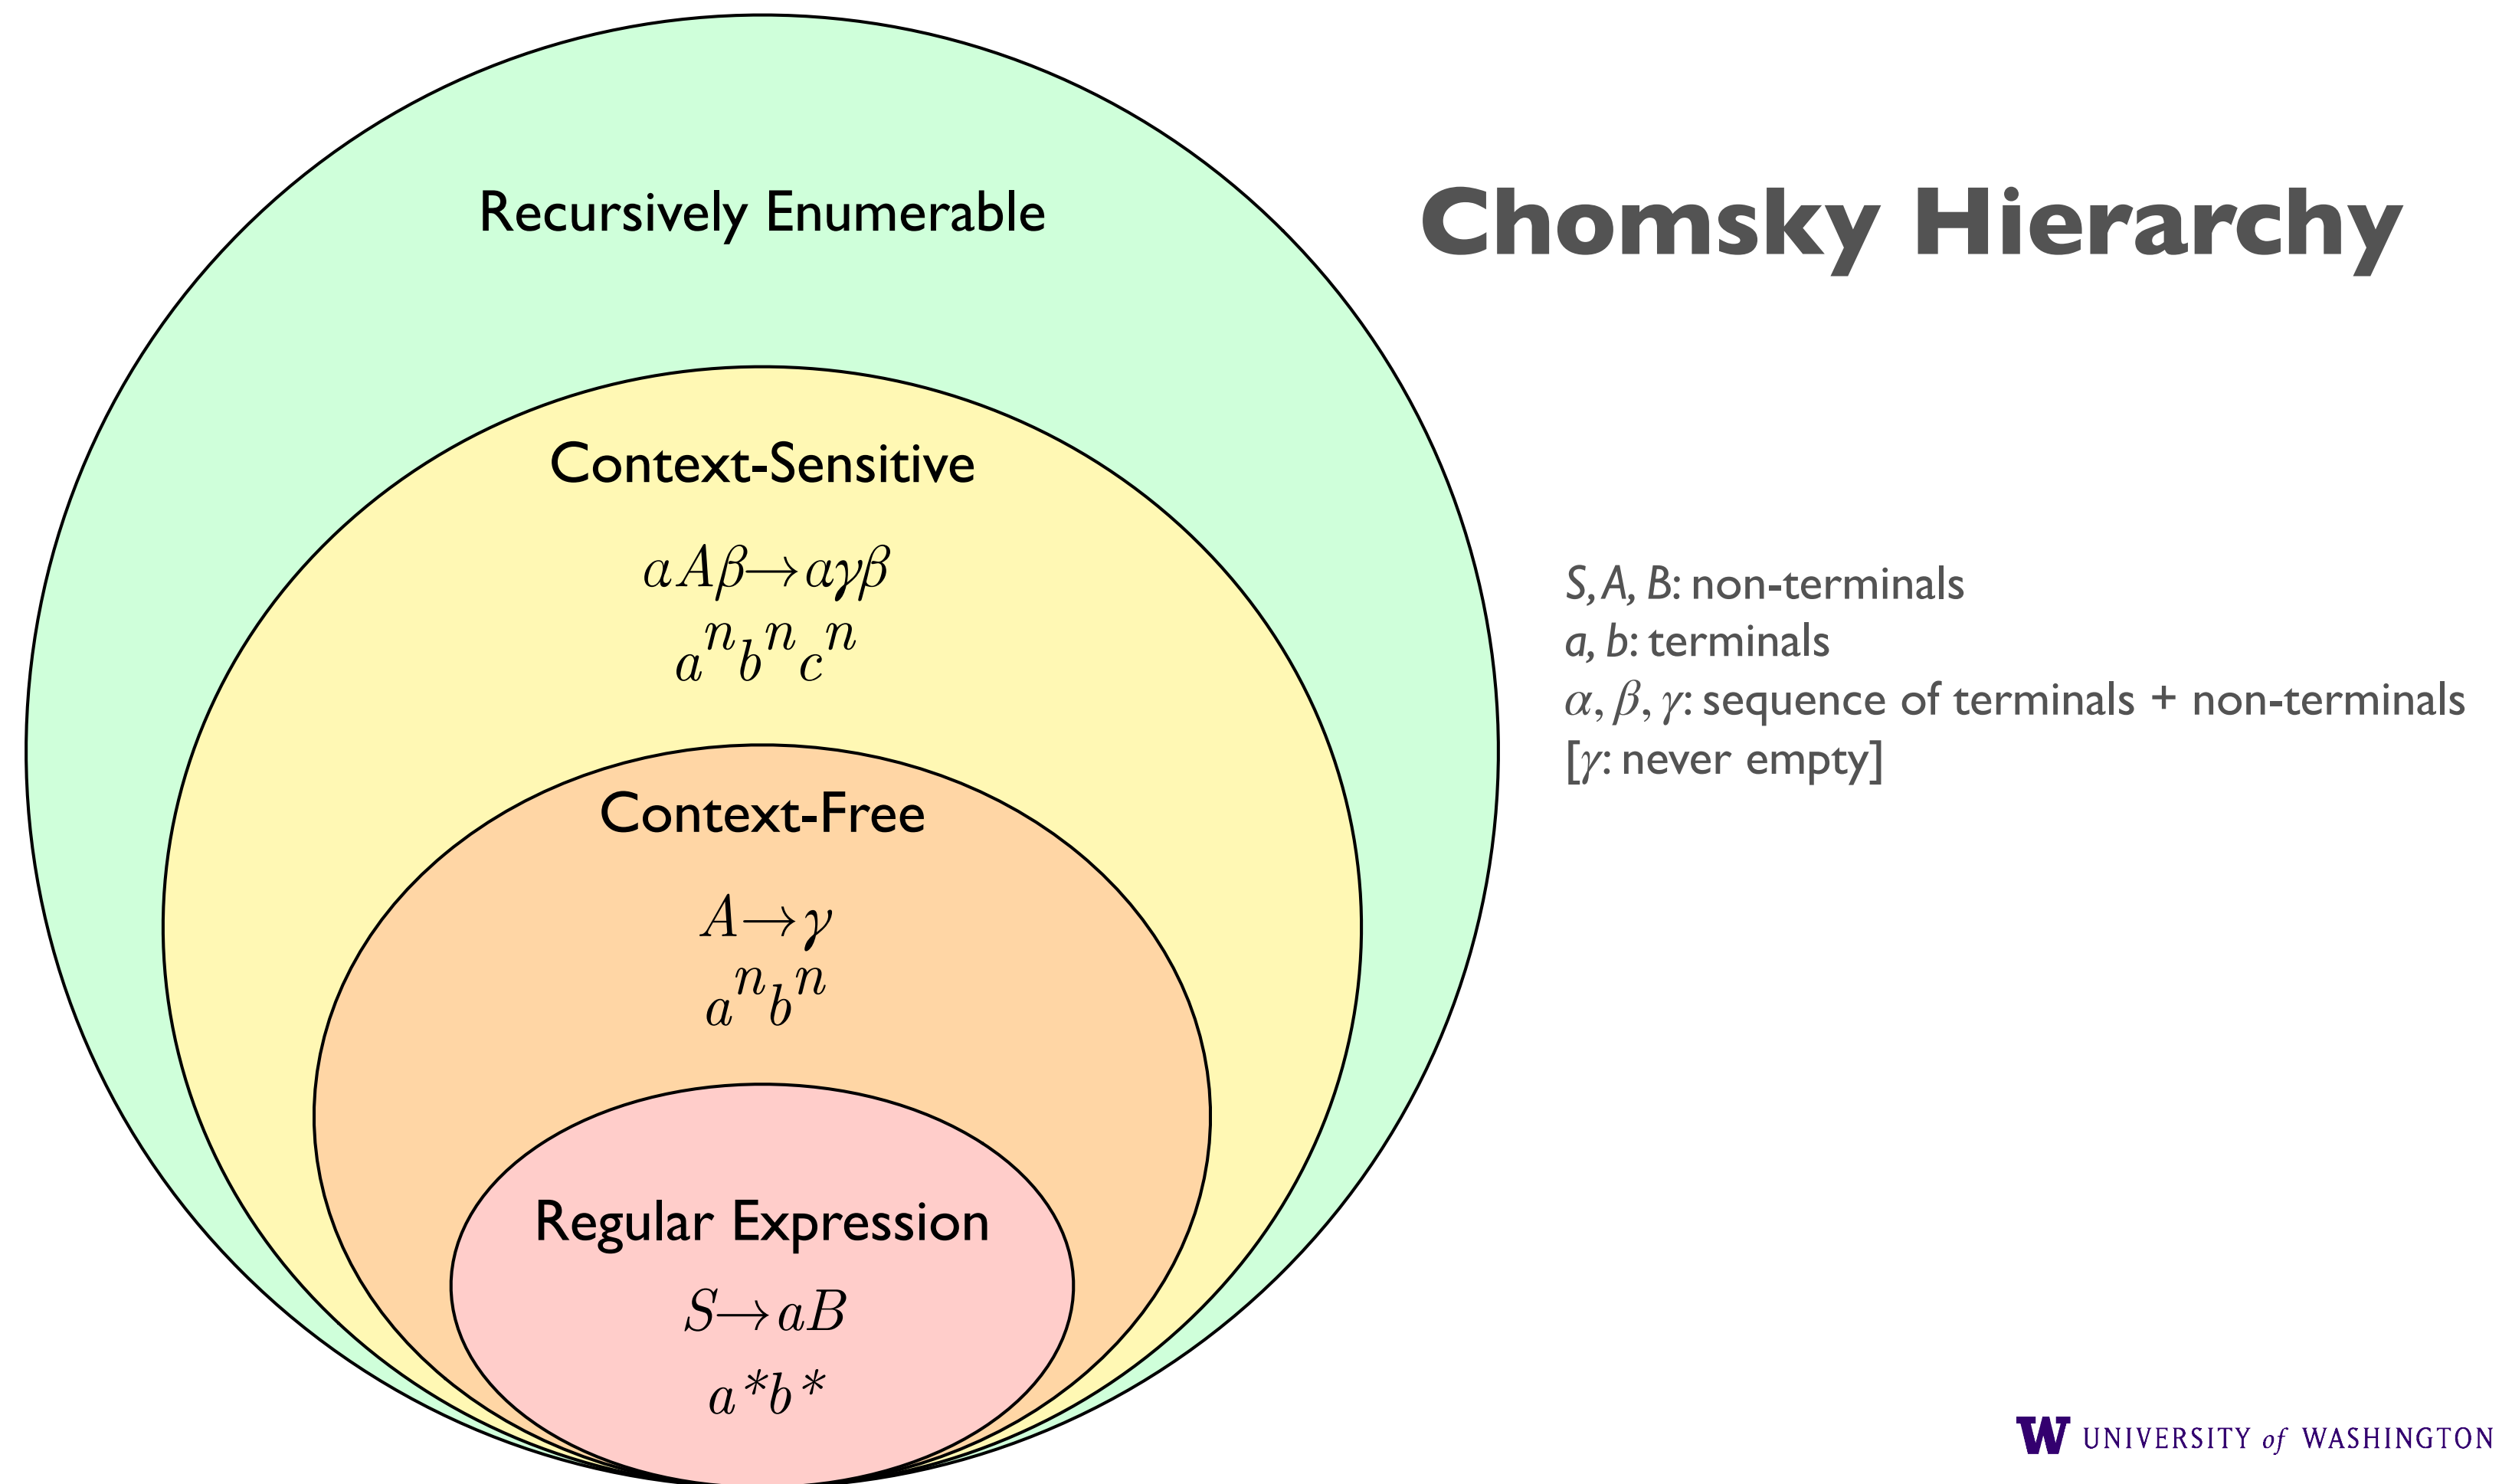 Chomsky Hierarchy
Recursively Enumerable
Context-Sensitive
αAβ→αγβ
aⁿbⁿcⁿ
Context-Free
A→γ
aⁿbⁿ
Regular Expression
S→aB
a*b*
S, A, B: non-terminals
a, b: terminals
α, β, γ: sequence of terminals + non-terminals
[γ: never empty]
W UNIVERSITY of WASHINGTON